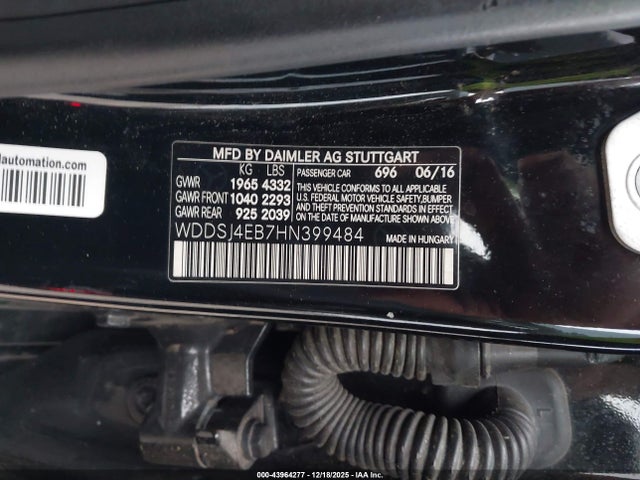 MFD BY DAIMLER AG STUTTGART
KG LBS PASSENGER CAR 696 06/16
GVWR 1965 4332 THIS VEHICLE CONFORMS TO ALL APPLICABLE
GAWR FRONT 1040 2293 U.S. FEDERAL MOTOR VEHICLE SAFETY, BUMPER,
GAWR REAR 925 2039 AND THEFT PREVENTION STANDARDS IN EFFECT
ON THE DATE OF MANUFACTURE SHOWN ABOVE.
WDDSJ4EB7HN399484 MADE IN HUNGARY
automation.com
000-43964277 - 12/18/2025 - IAA Inc.